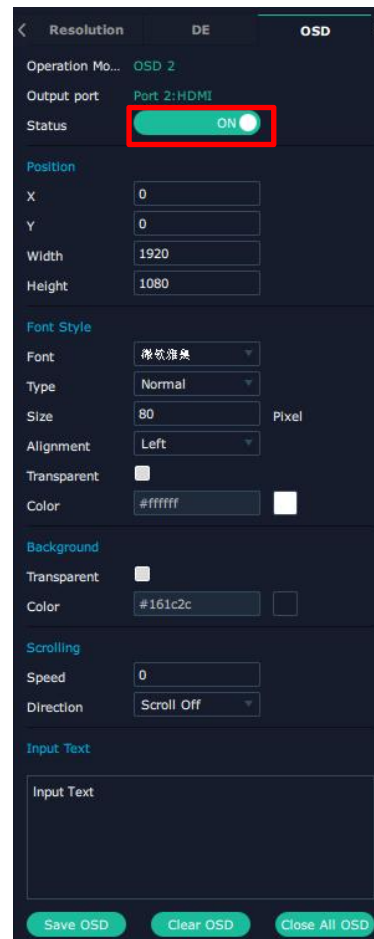 Resolution DE OSD
Operation Mo... OSD 2
Output port Port 2:HDMI
Status ON
Position
X 0
Y 0
Width 1920
Height 1080
Font Style
Font 微软雅黑
Type Normal
Size 80 Pixel
Alignment Left
Transparent
Color #ffffff
Background
Transparent
Color #161c2c
Scrolling
Speed 0
Direction Scroll Off
Input Text
Input Text
Save OSD Clear OSD Close All OSD